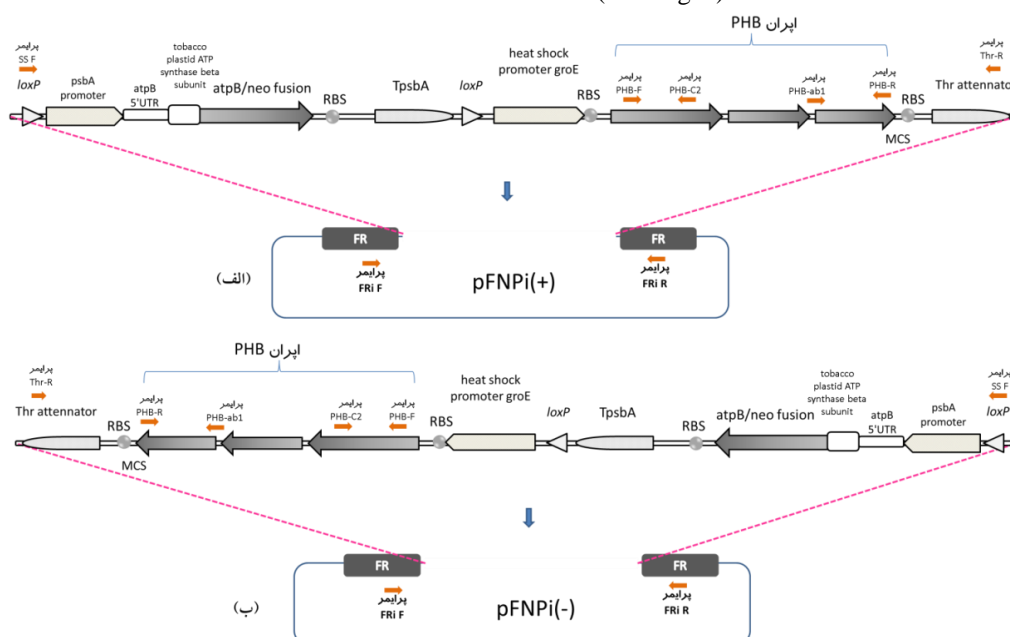 اپران PHB
پرایمر
SS F
loxP
psbA
promoter
atpB
5'UTR
tobacco
plastid ATP
synthase beta
subunit
atpB/neo fusion
RBS
TpsbA
loxP
heat shock
promoter groE
RBS
پرایمر
PHB-F
پرایمر
PHB-C2
پرایمر
PHB-ab1
پرایمر
PHB-R
RBS
MCS
پرایمر
Thr-R
Thr attennator
FR
FR
پرایمر
FRi F
پرایمر
FRi R
pFNPi(+)
(الف)
اپران PHB
پرایمر
Thr-R
Thr attennator
RBS
MCS
پرایمر
PHB-R
پرایمر
PHB-ab1
پرایمر
PHB-C2
پرایمر
PHB-F
RBS
heat shock
promoter groE
loxP
TpsbA
RBS
atpB/neo fusion
tobacco
plastid ATP
synthase beta
subunit
atpB
5'UTR
psbA
promoter
پرایمر
SS F
loxP
FR
FR
پرایمر
FRi F
پرایمر
FRi R
pFNPi(-)
(ب)